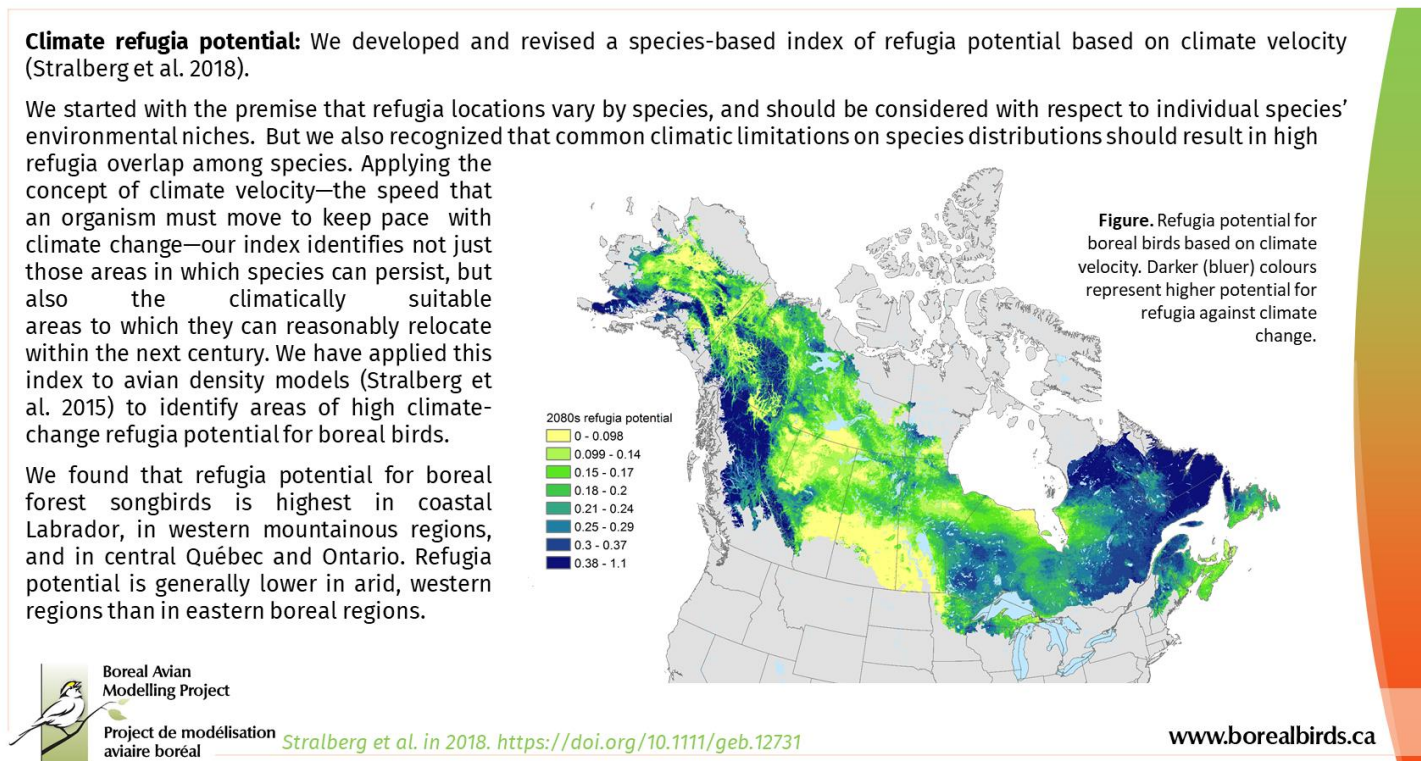 Climate refugia potential: We developed and revised a species-based index of refugia potential based on climate velocity
(Stralberg et al. 2018).
We started with the premise that refugia locations vary by species, and should be considered with respect to individual species’
environmental niches. But we also recognized that common climatic limitations on species distributions should result in high
refugia overlap among species. Applying the
concept of climate velocity—the speed that
an organism must move to keep pace with
climate change—our index identifies not just
those areas in which species can persist, but
also the climatically suitable
areas to which they can reasonably relocate
within the next century. We have applied this
index to avian density models (Stralberg et
al. 2015) to identify areas of high climate-
change refugia potential for boreal birds.
We found that refugia potential for boreal
forest songbirds is highest in coastal
Labrador, in western mountainous regions,
and in central Québec and Ontario. Refugia
potential is generally lower in arid, western
regions than in eastern boreal regions.
Figure. Refugia potential for
boreal birds based on climate
velocity. Darker (bluer) colours
represent higher potential for
refugia against climate
change.
2080s refugia potential
0 - 0.098
0.099 - 0.14
0.15 - 0.17
0.18 - 0.2
0.21 - 0.24
0.25 - 0.29
0.3 - 0.37
0.38 - 1.1
Boreal Avian
Modelling Project
Projet de modélisation
aviaire boréal
Stralberg et al. in 2018. https://doi.org/10.1111/geb.12731
www.borealbirds.ca